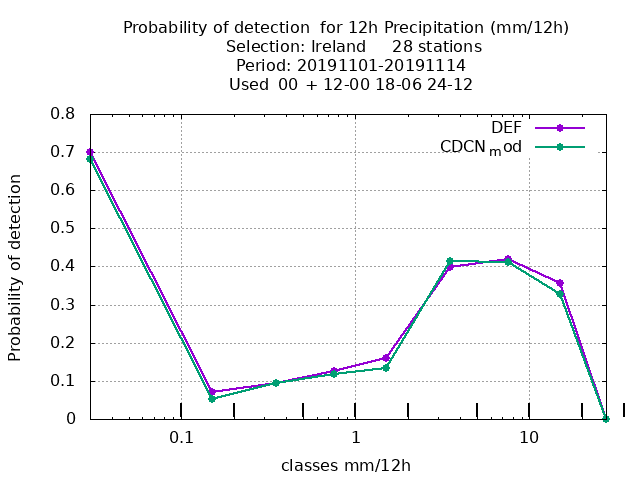 Probability of detection  for 12h Precipitation (mm/12h)
Selection: Ireland     28 stations
Period: 20191101-20191114
Used  00 + 12-00 18-06 24-12
DEF
CDCNmod
0.8
0.7
0.6
0.5
0.4
0.3
0.2
0.1
0
Probability of detection
0.1
1
10
classes mm/12h